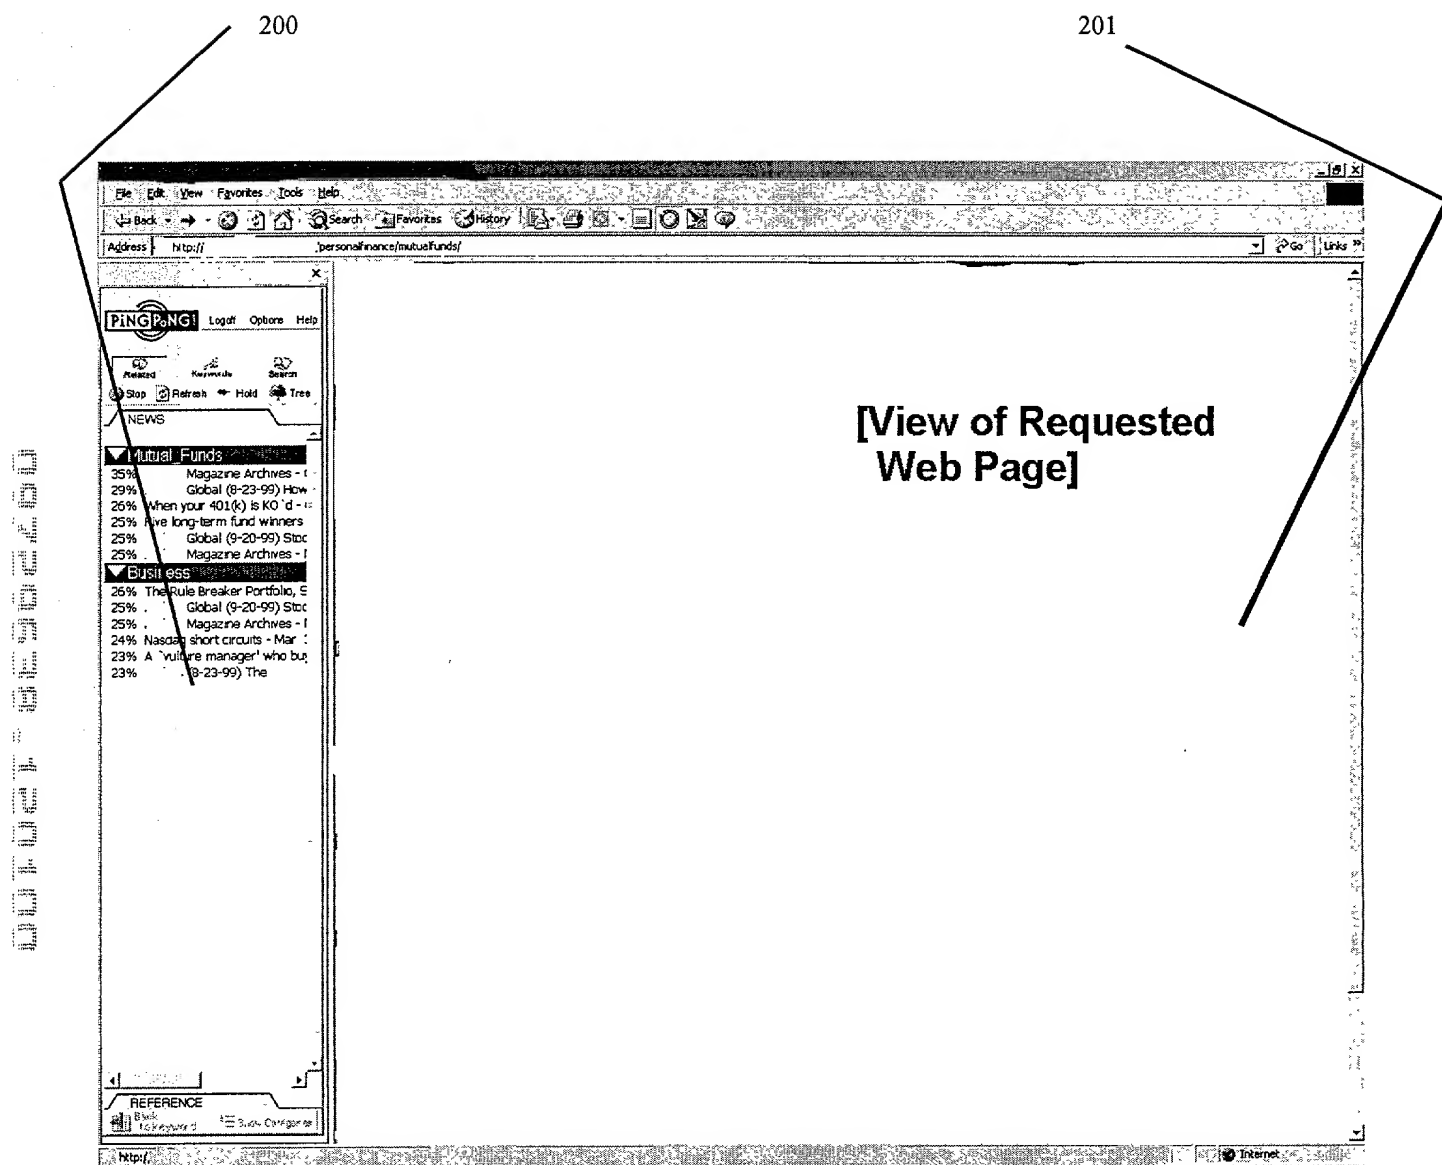 200
201
File Edit View Favorites Tools Help
Back Search Favorites History
Address http:// /personalfinance/mutualfunds/ Go Links »
PiNGPoNG Logoff Options Help
Related Keywords Search
Stop Refresh Hold Tree
NEWS
Mutual_Funds
35% Magazine Archives -
29% Global (8-23-99) How
26% When your 401(k) is KO`d -
25% Five long-term fund winners
25% Global (9-20-99) Stoc
25% . Magazine Archives -
Business
26% The Rule Breaker Portfolio, S
25% . Global (9-20-99) Stoc
25% . Magazine Archives -
24% Nasdaq short circuits - Mar
23% A `vulture manager' who buy
23% (8-23-99) The
[View of Requested
Web Page]
REFERENCE
http:/ Internet